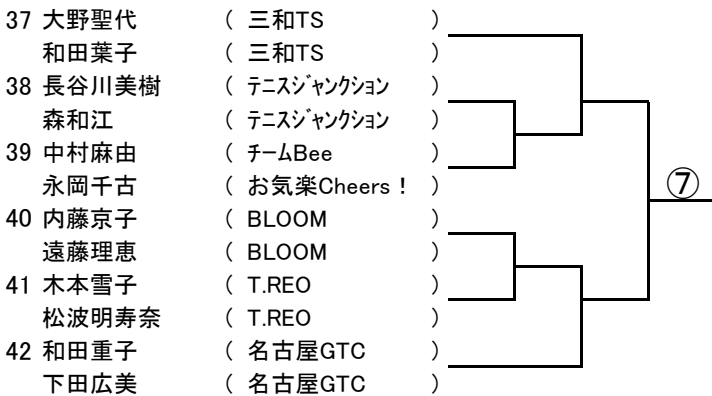 37 大野聖代 ( 三和TS )
和田葉子 ( 三和TS )
38 長谷川美樹 ( ﾃﾆｽｼﾞｬﾝｸｼｮﾝ )
森和江 ( ﾃﾆｽｼﾞｬﾝｸｼｮﾝ )
39 中村麻由 ( ﾁｰﾑBee )
永岡千古 ( お気楽Cheers！ )
40 内藤京子 ( BLOOM )
遠藤理恵 ( BLOOM )
41 木本雪子 ( T.REO )
松波明寿奈 ( T.REO )
42 和田重子 ( 名古屋GTC )
下田広美 ( 名古屋GTC )
⑦